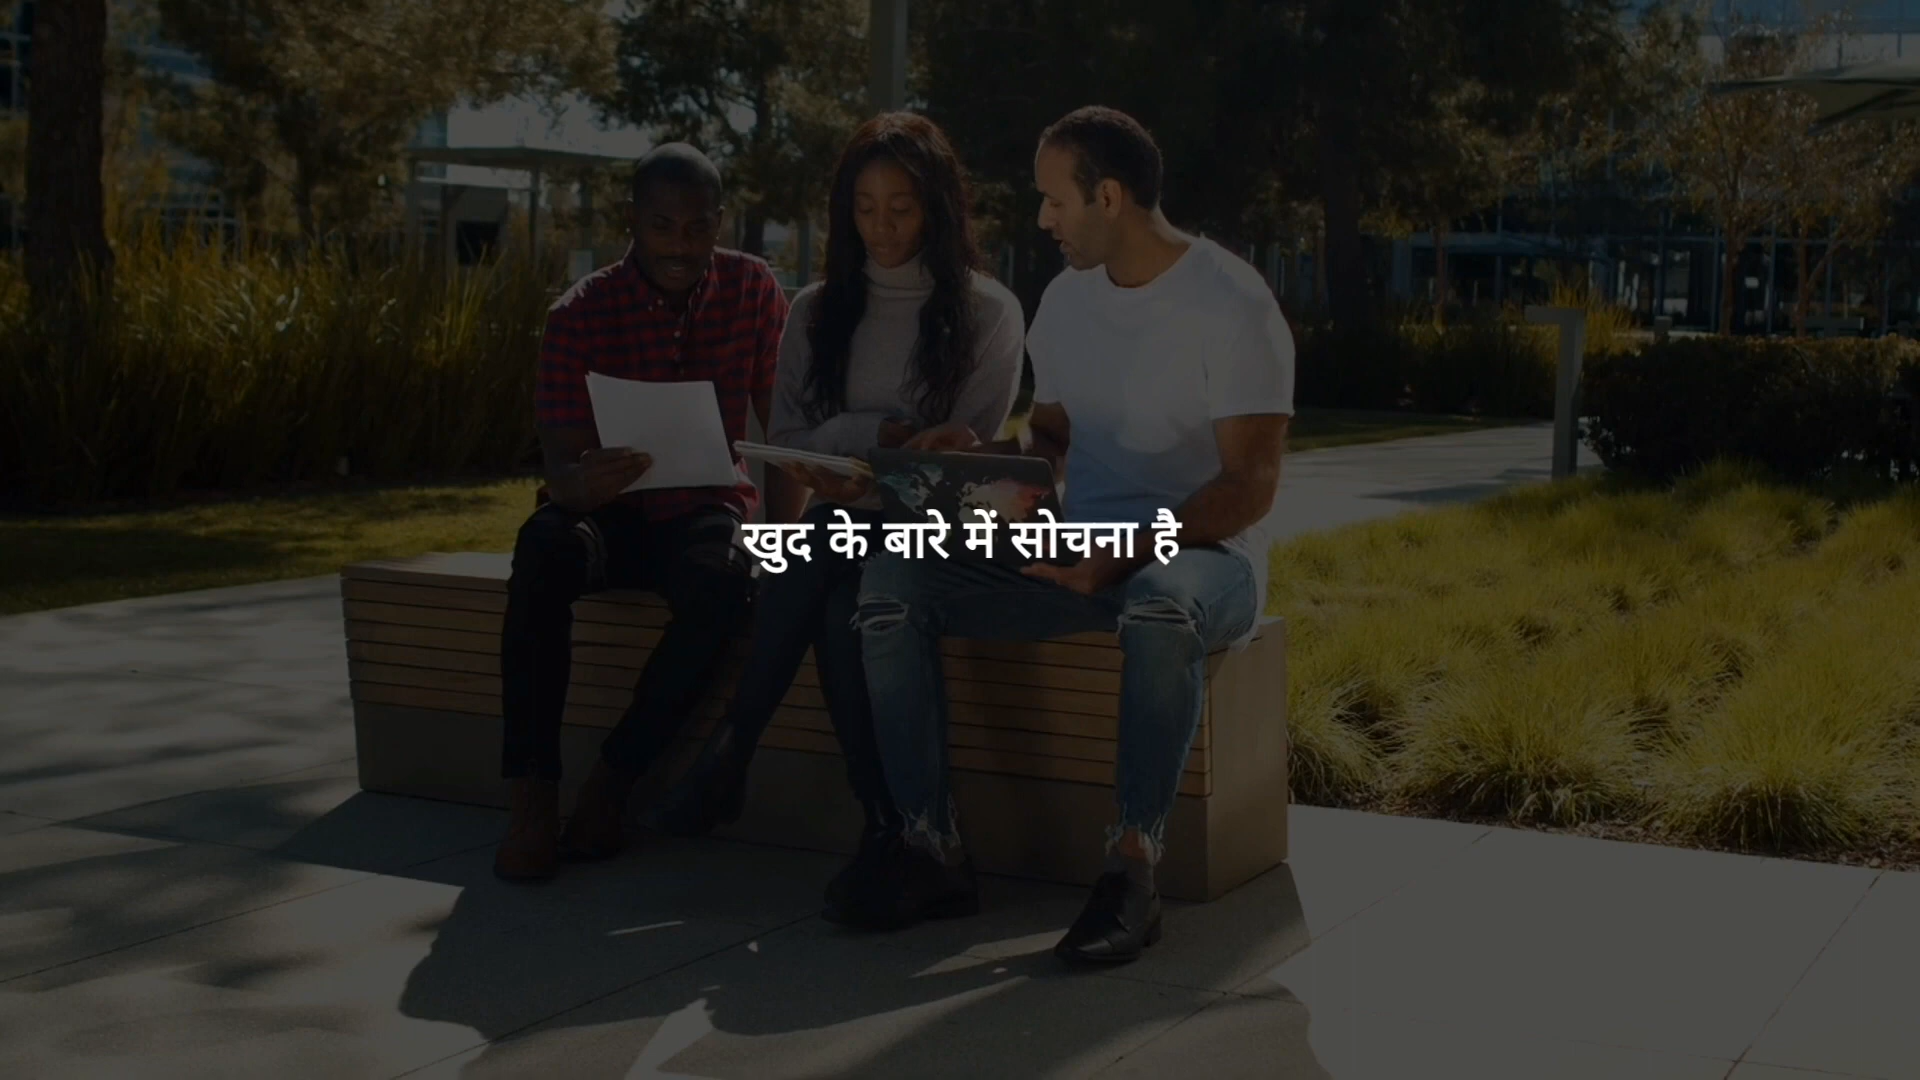 खुद के बारे में सोचना है